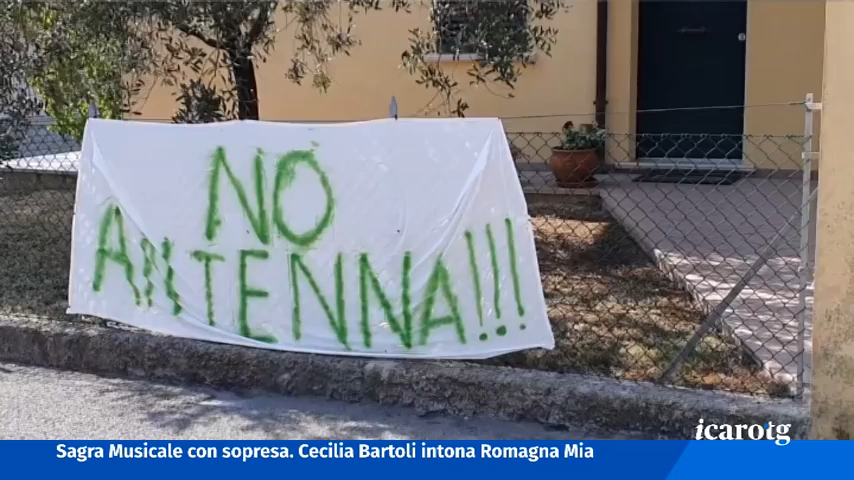 NO
ANTENNA!!!
icarotg
Sagra Musicale con sopresa. Cecilia Bartoli intona Romagna Mia